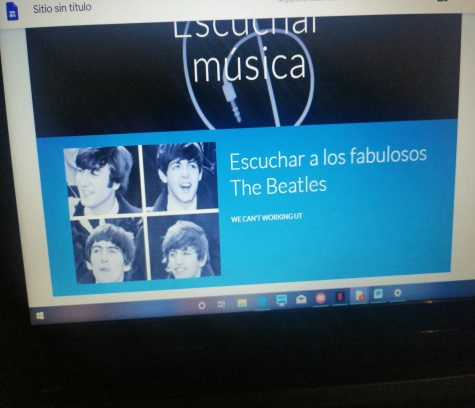 Sitio sin título
Escuchar
música
Escuchar a los fabulosos
The Beatles
WE CAN'T WORKING UT